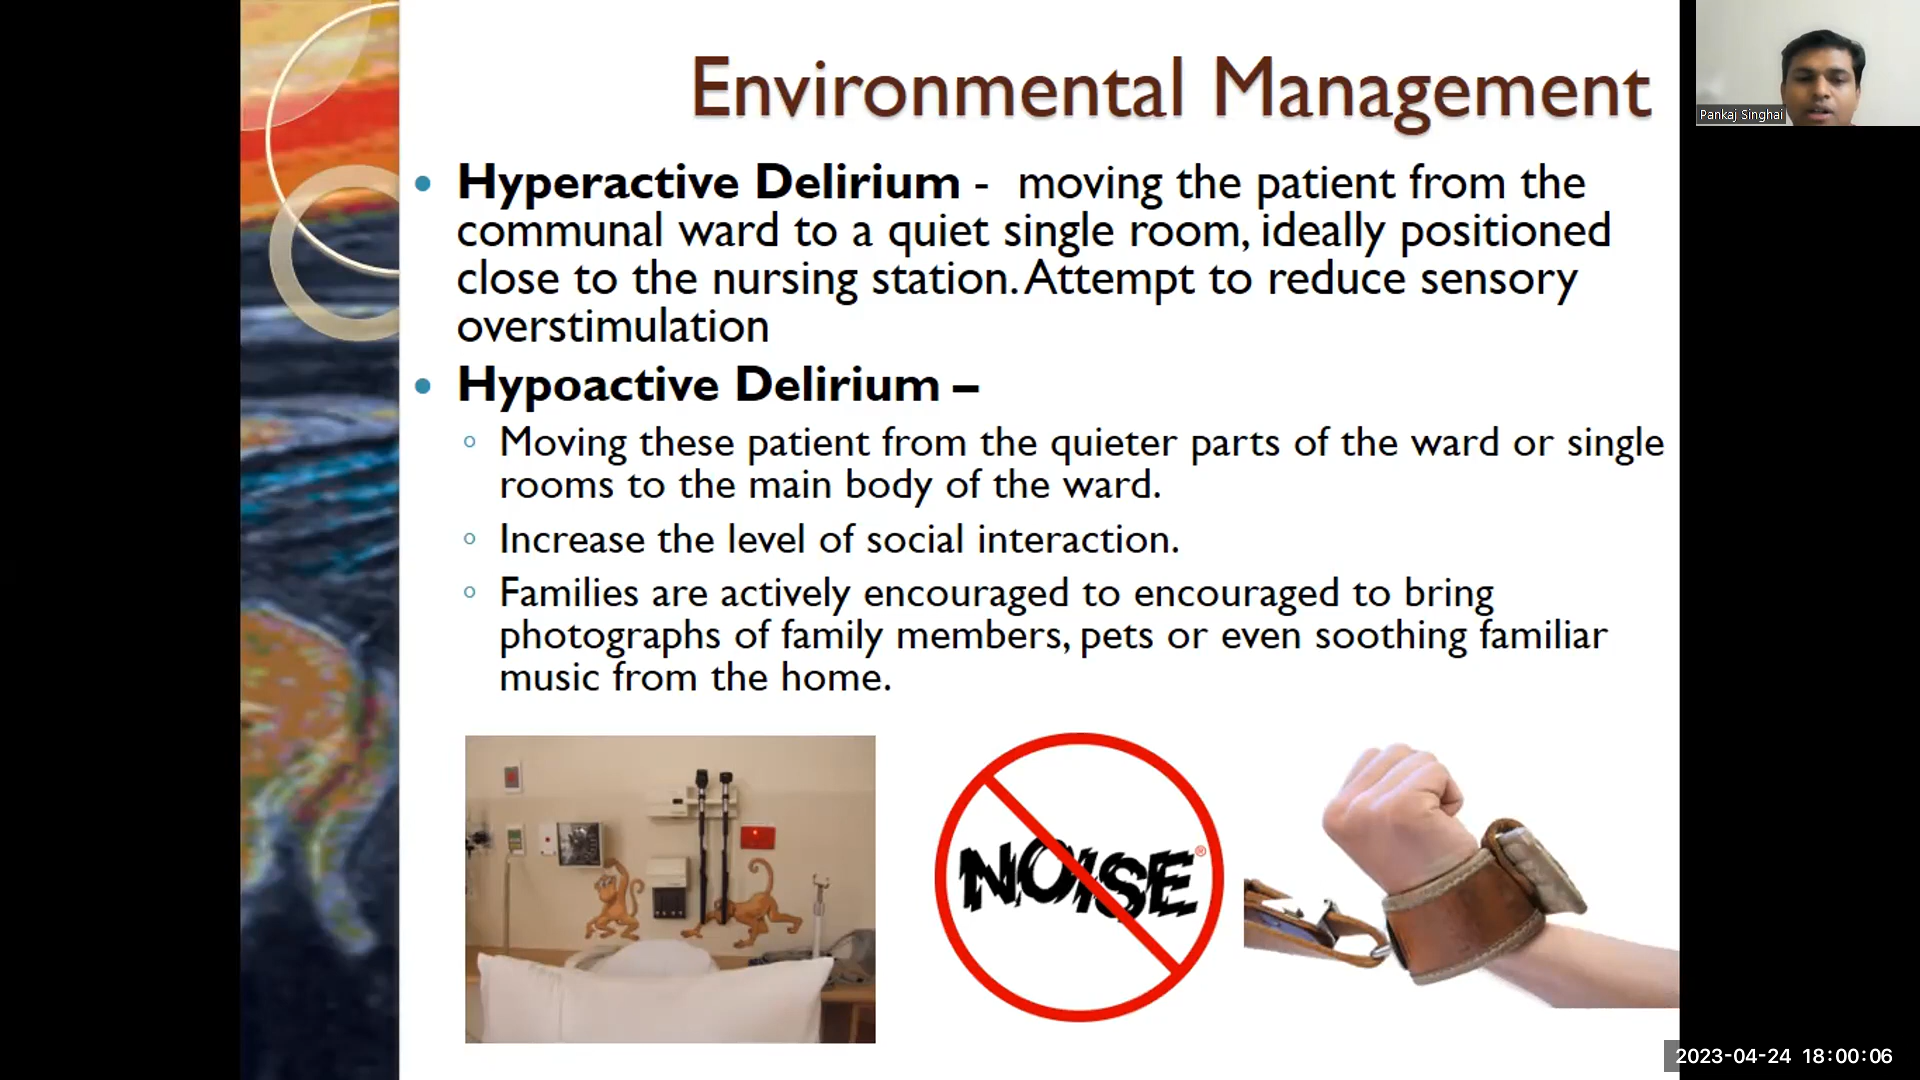 Environmental Management
Pankaj Singhai
• Hyperactive Delirium -  moving the patient from the
communal ward to a quiet single room, ideally positioned
close to the nursing station. Attempt to reduce sensory
overstimulation
• Hypoactive Delirium –
◦ Moving these patient from the quieter parts of the ward or single
rooms to the main body of the ward.
◦ Increase the level of social interaction.
◦ Families are actively encouraged to encouraged to bring
photographs of family members, pets or even soothing familiar
music from the home.
NOISE®
2023-04-24 18:00:06